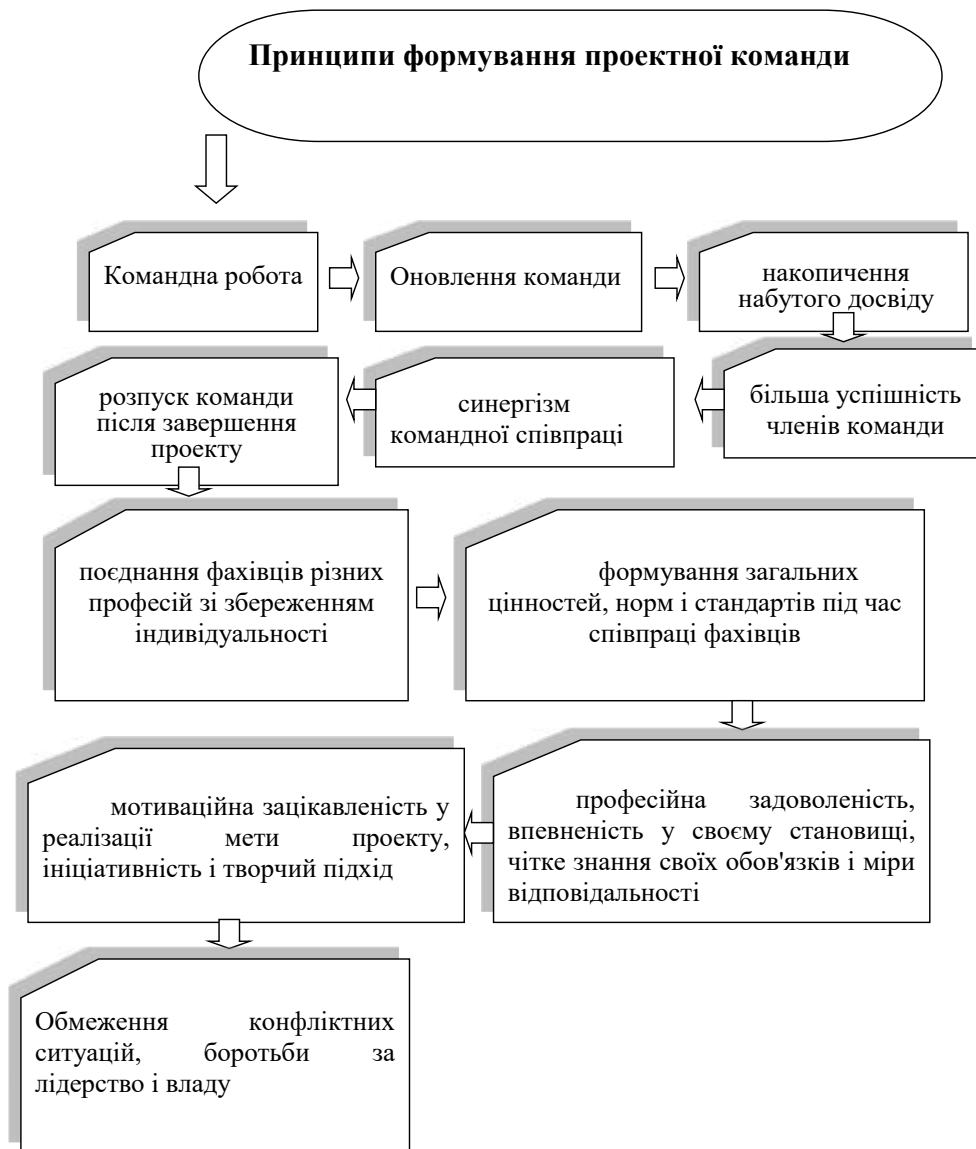 Принципи формування проектної команди
Командна робота
Оновлення команди
накопичення
набутого досвіду
більша успішність
членів команди
синергізм
командної співпраці
розпуск команди
після завершення
проекту
поєднання фахівців різних
професій зі збереженням
індивідуальності
формування загальних
цінностей, норм і стандартів під час
співпраці фахівців
професійна задоволеність,
впевненість у своєму становищі,
чітке знання своїх обов'язків і міри
відповідальності
мотиваційна зацікавленість у
реалізації мети проекту,
ініціативність і творчий підхід
Обмеження конфліктних
ситуацій, боротьби за
лідерство і владу